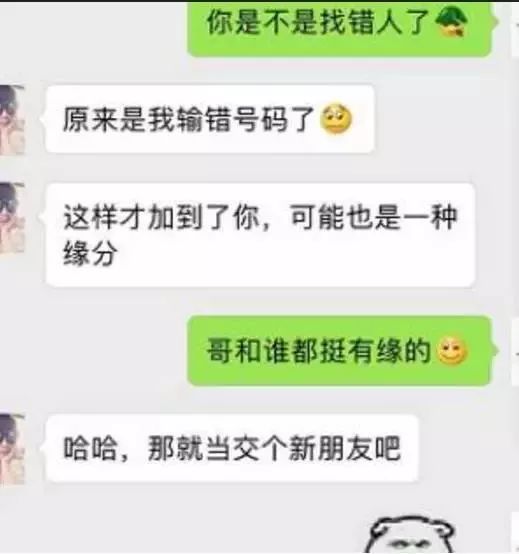 你是不是找错人了
原来是我输错号码了
这样才加到了你，可能也是一种
缘分
哥和谁都挺有缘的
哈哈，那就当交个新朋友吧